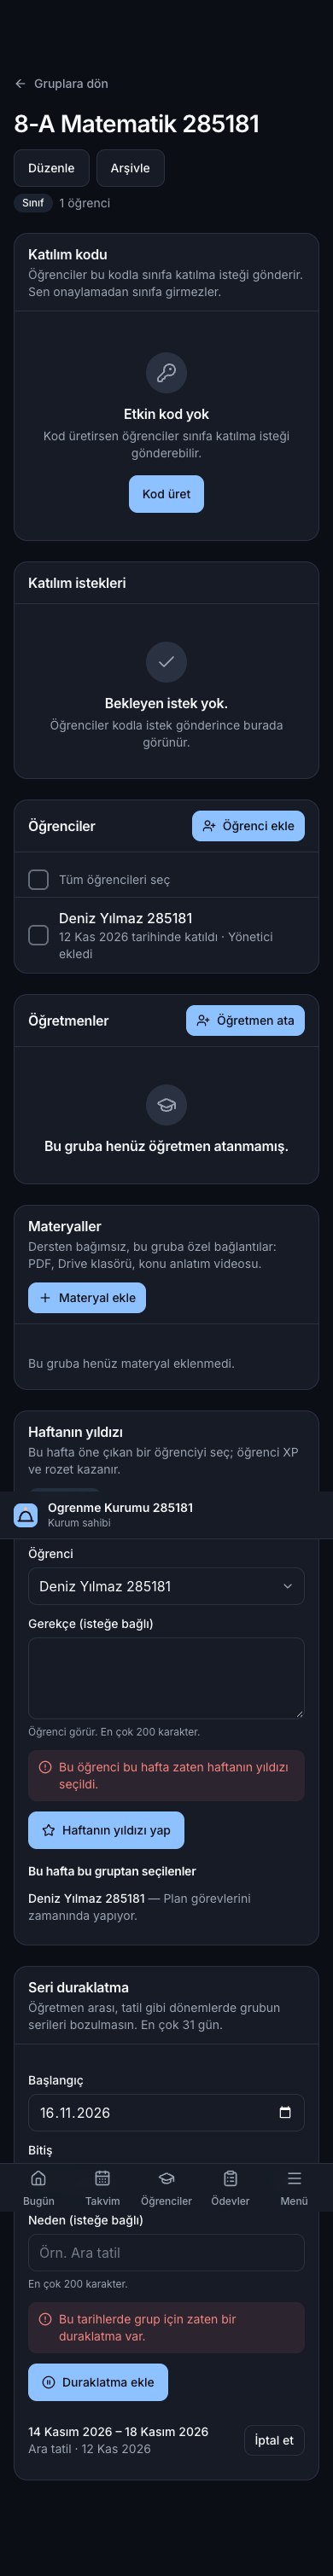 Gruplara dön
8-A Matematik 285181
Düzenle
Arşivle
Sınıf
1 öğrenci
Katılım kodu
Öğrenciler bu kodla sınıfa katılma isteği gönderir.
Sen onaylamadan sınıfa girmezler.
Etkin kod yok
Kod üretirsen öğrenciler sınıfa katılma isteği
gönderebilir.
Kod üret
Katılım istekleri
Bekleyen istek yok.
Öğrenciler kodla istek gönderince burada
görünür.
Öğrenciler
Öğrenci ekle
Tüm öğrencileri seç
Deniz Yılmaz 285181
12 Kas 2026 tarihinde katıldı · Yönetici
ekledi
Öğretmenler
Öğretmen ata
Bu gruba henüz öğretmen atanmamış.
Materyaller
Dersten bağımsız, bu gruba özel bağlantılar:
PDF, Drive klasörü, konu anlatım videosu.
Materyal ekle
Bu gruba henüz materyal eklenmedi.
Haftanın yıldızı
Bu hafta öne çıkan bir öğrenciyi seç; öğrenci XP
ve rozet kazanır.
Ogrenme Kurumu 285181
Kurum sahibi
Öğrenci
Deniz Yılmaz 285181
Gerekçe (isteğe bağlı)
Öğrenci görür. En çok 200 karakter.
Bu öğrenci bu hafta zaten haftanın yıldızı
seçildi.
Haftanın yıldızı yap
Bu hafta bu gruptan seçilenler
Deniz Yılmaz 285181 — Plan görevlerini
zamanında yapıyor.
Seri duraklatma
Öğretmen arası, tatil gibi dönemlerde grubun
serileri bozulmasın. En çok 31 gün.
Başlangıç
16.11.2026
Bitiş
Bugün
Takvim
Öğrenciler
Ödevler
Menü
Neden (isteğe bağlı)
Örn. Ara tatil
En çok 200 karakter.
Bu tarihlerde grup için zaten bir
duraklatma var.
Duraklatma ekle
14 Kasım 2026 – 18 Kasım 2026
Ara tatil · 12 Kas 2026
İptal et